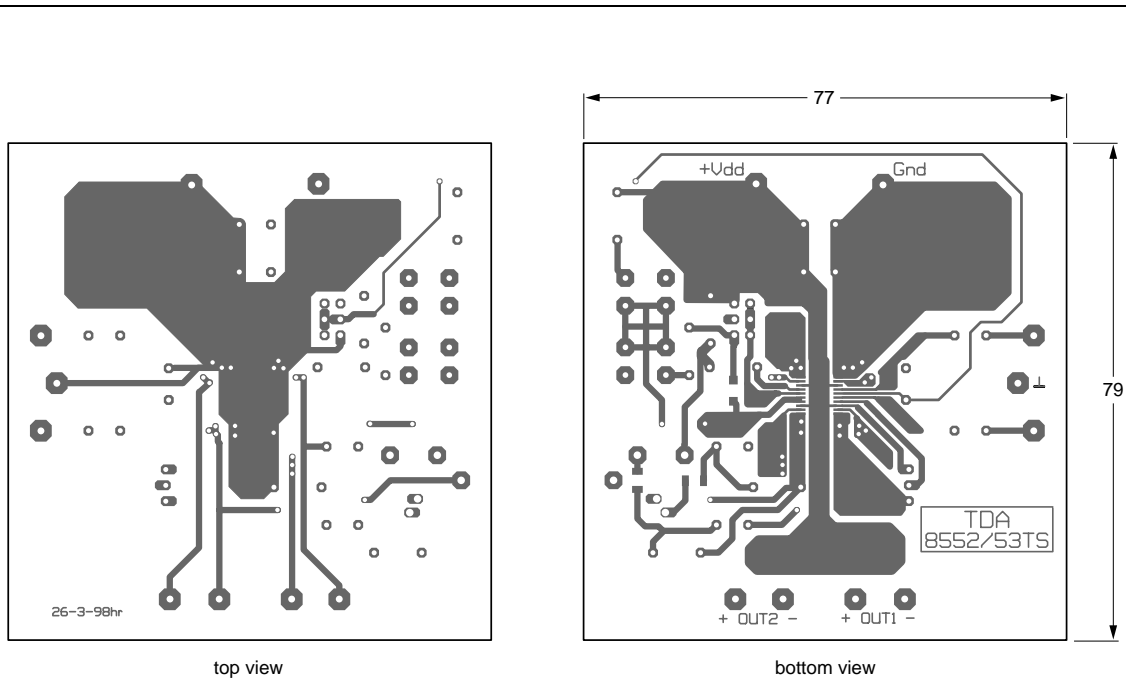 77
+Vdd
Gnd
79
⊥
TDA
8552/53TS
26-3-98hr
+ OUT2 -
+ OUT1 -
top view
bottom view